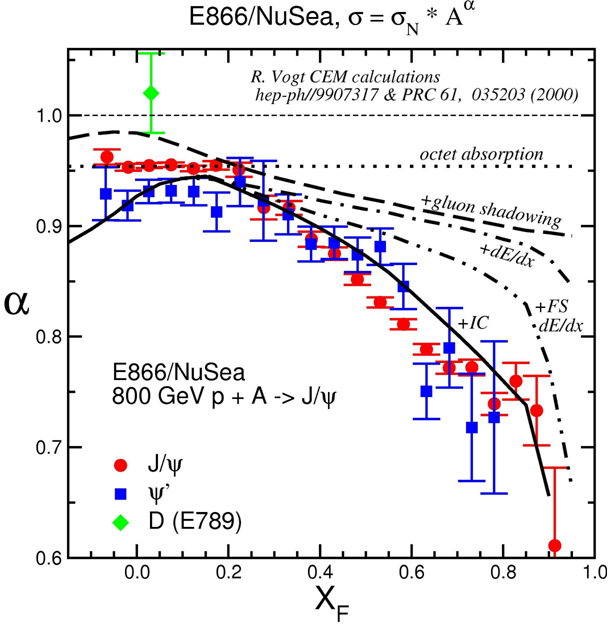 E866/NuSea, σ = σN * Aα
R. Vogt CEM calculations
hep-ph//9907317 & PRC 61, 035203 (2000)
octet absorption
+gluon shadowing
+dE/dx
+FS
dE/dx
+IC
E866/NuSea
800 GeV p + A -> J/ψ
J/ψ
ψ'
D (E789)
α
1.0
0.9
0.8
0.7
0.6
0.0
0.2
0.4
0.6
0.8
1.0
XF